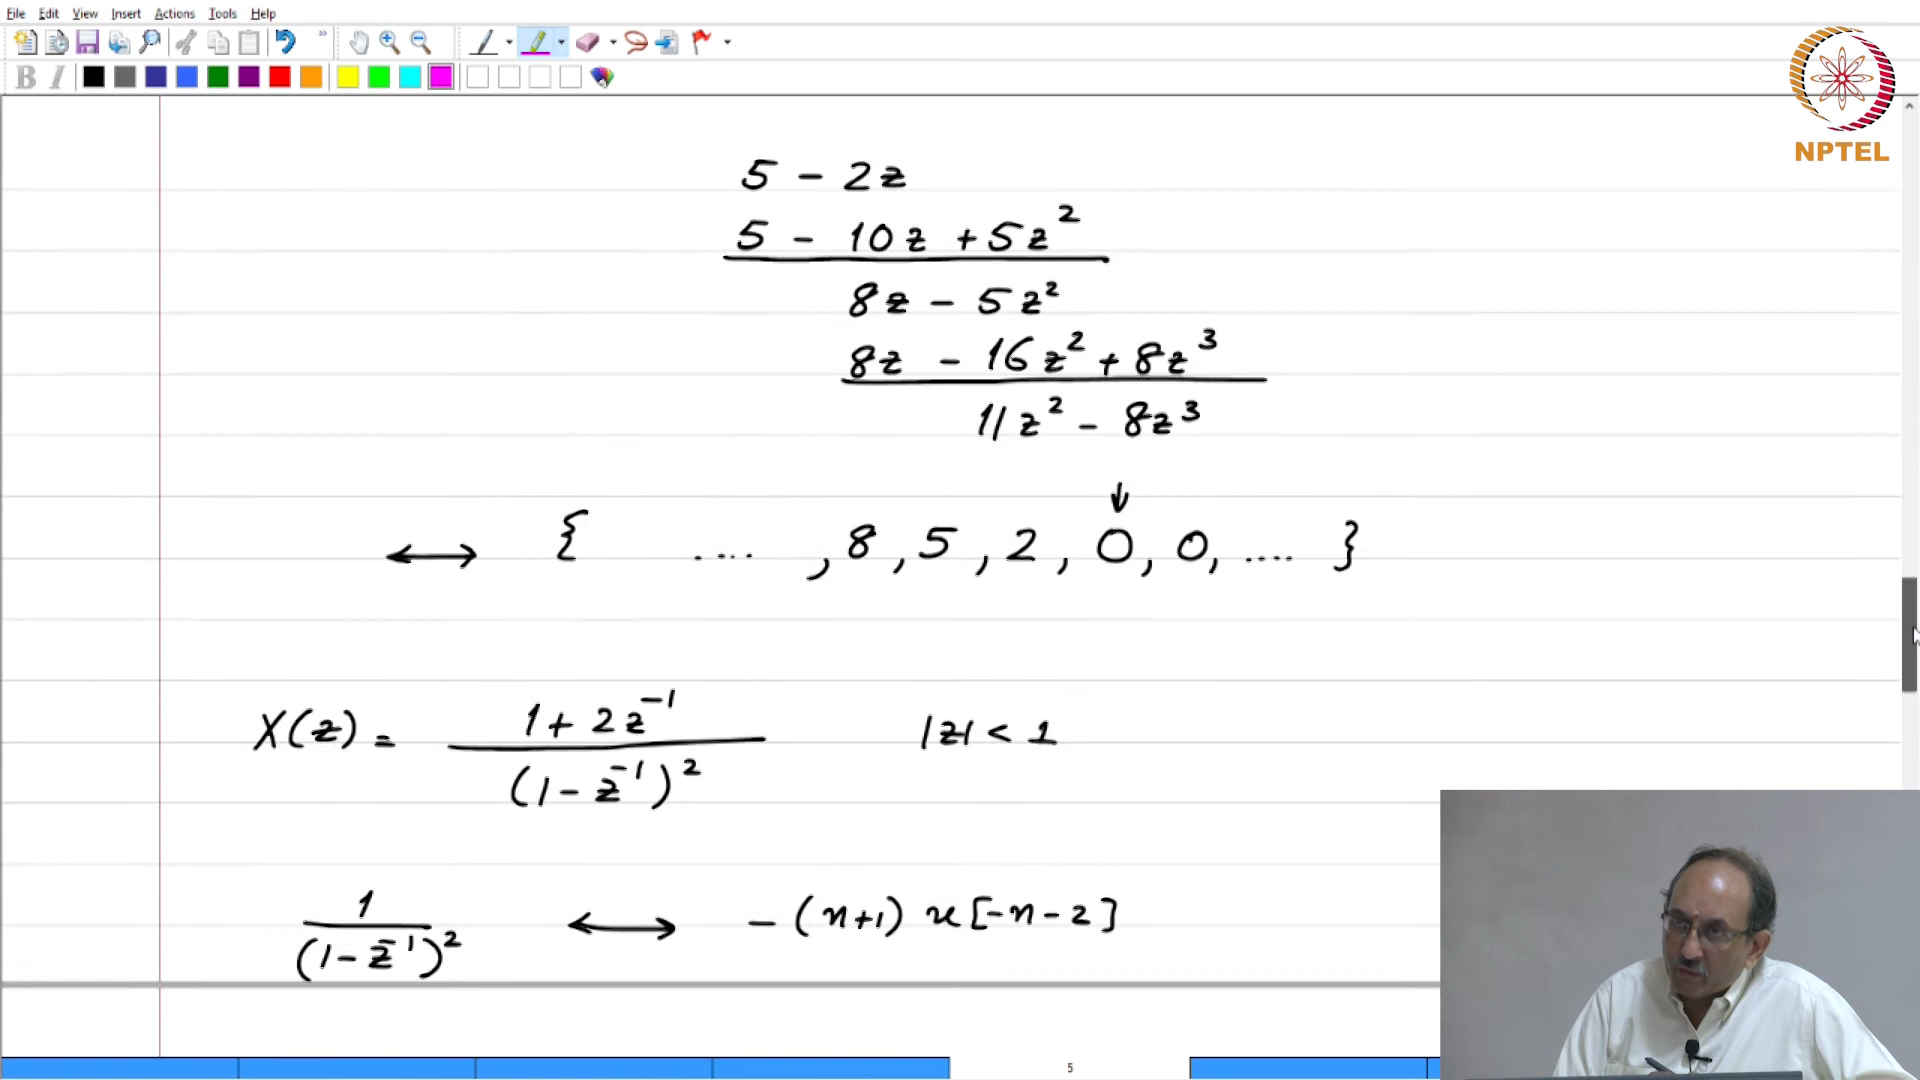 File Edit View Insert Actions Tools Help
B I
NPTEL
5 - 2z
5 - 10z + 5z²
8z - 5z²
8z - 16z² + 8z³
11z² - 8z³
↓
↔ { .... , 8 , 5 , 2 , 0 , 0 , .... }
X(z) = (1 + 2z⁻¹) / (1 - z⁻¹)² |z| < 1
1 / (1 - z⁻¹)² ↔ - (n+1) u[-n-2]
5